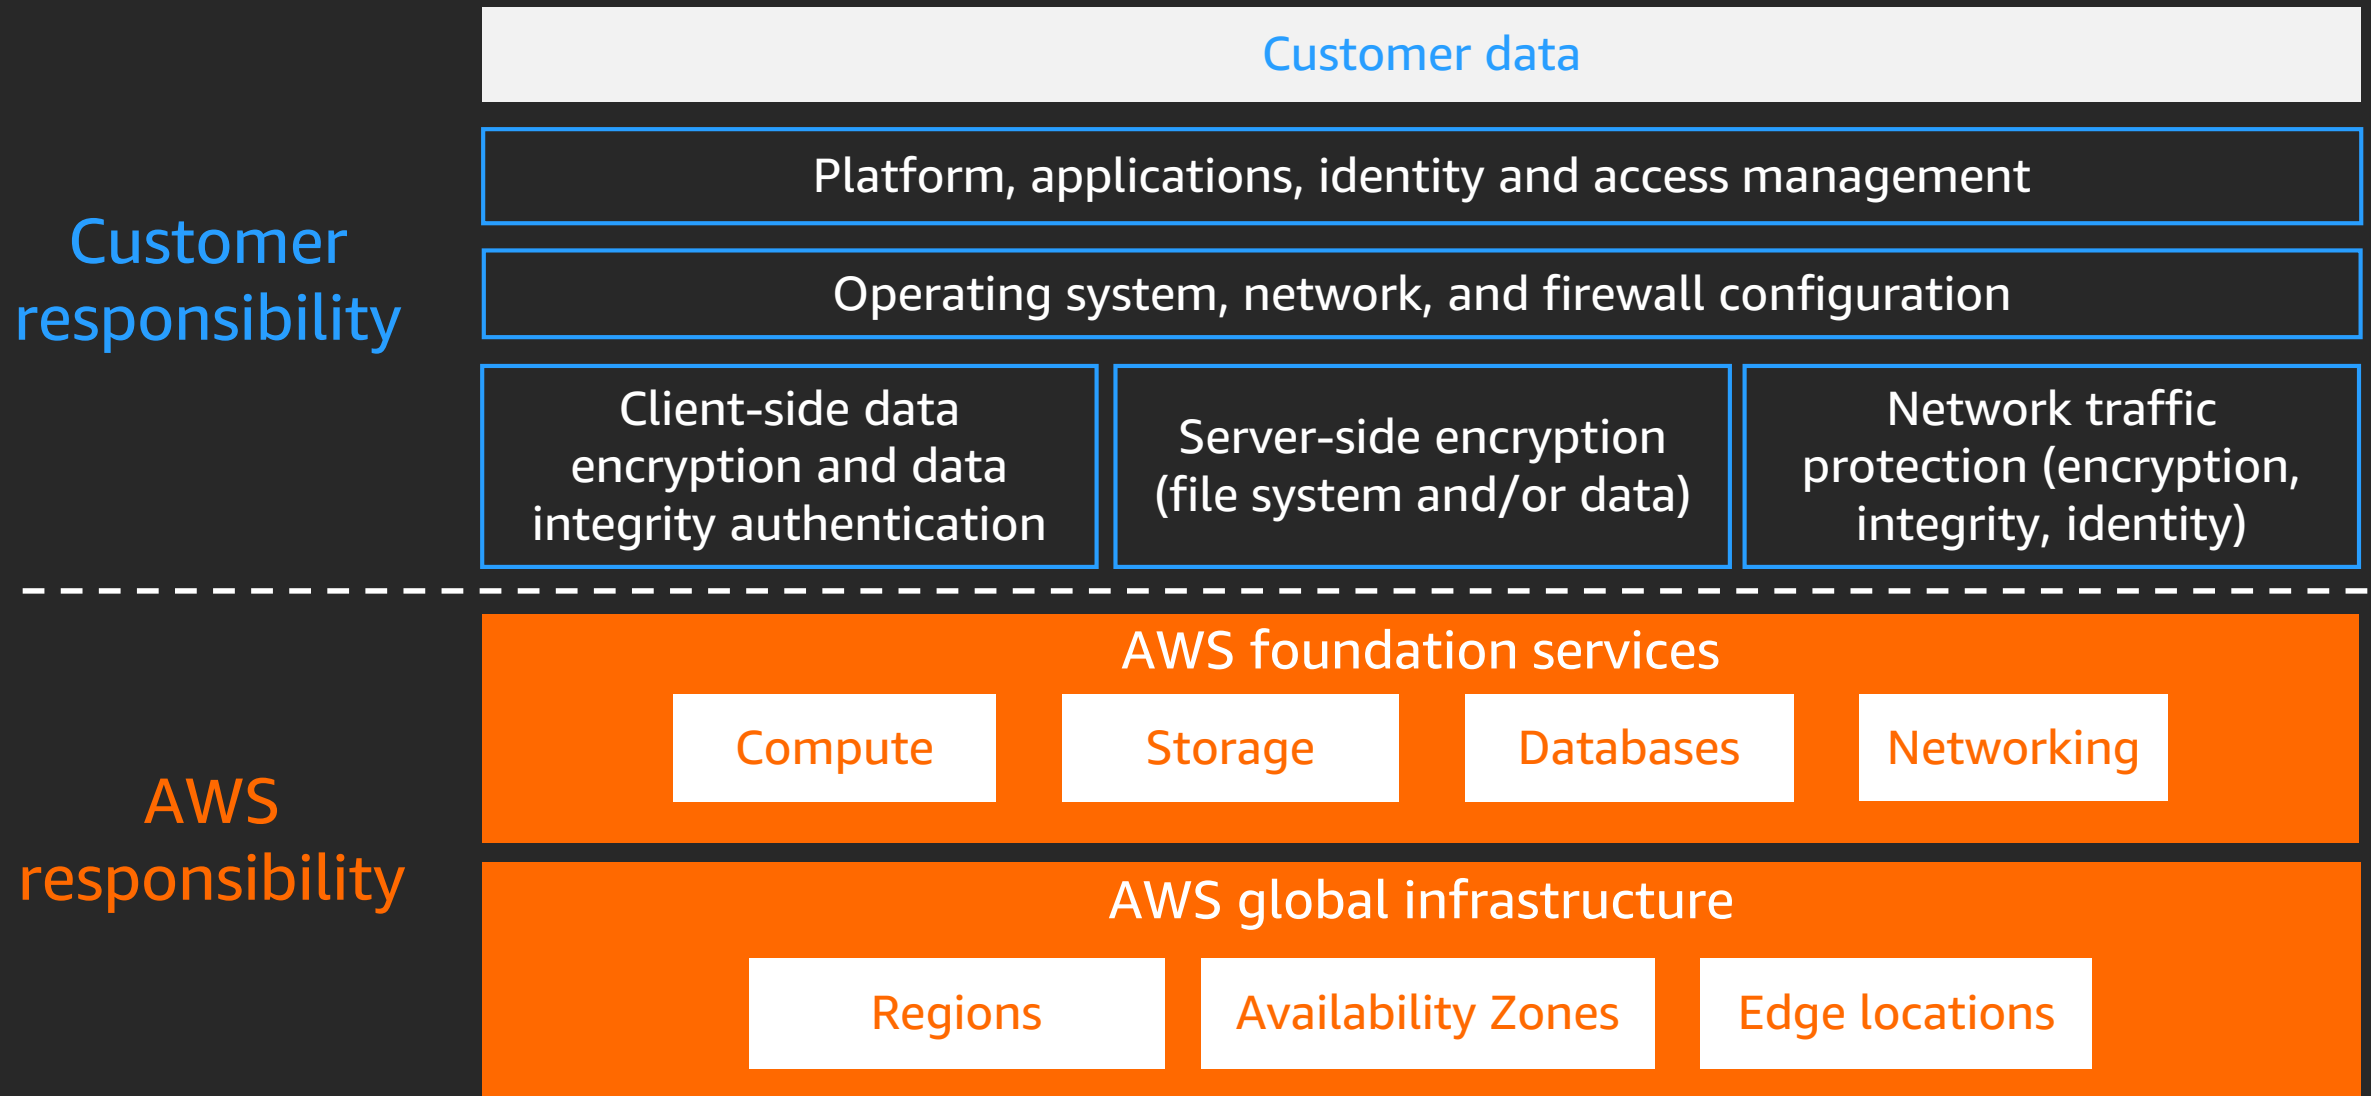 Customer data
Platform, applications, identity and access management
Customer
responsibility
Operating system, network, and firewall configuration
Client-side data
encryption and data
integrity authentication
Server-side encryption
(file system and/or data)
Network traffic
protection (encryption,
integrity, identity)
AWS foundation services
Compute
Storage
Databases
Networking
AWS
responsibility
AWS global infrastructure
Regions
Availability Zones
Edge locations